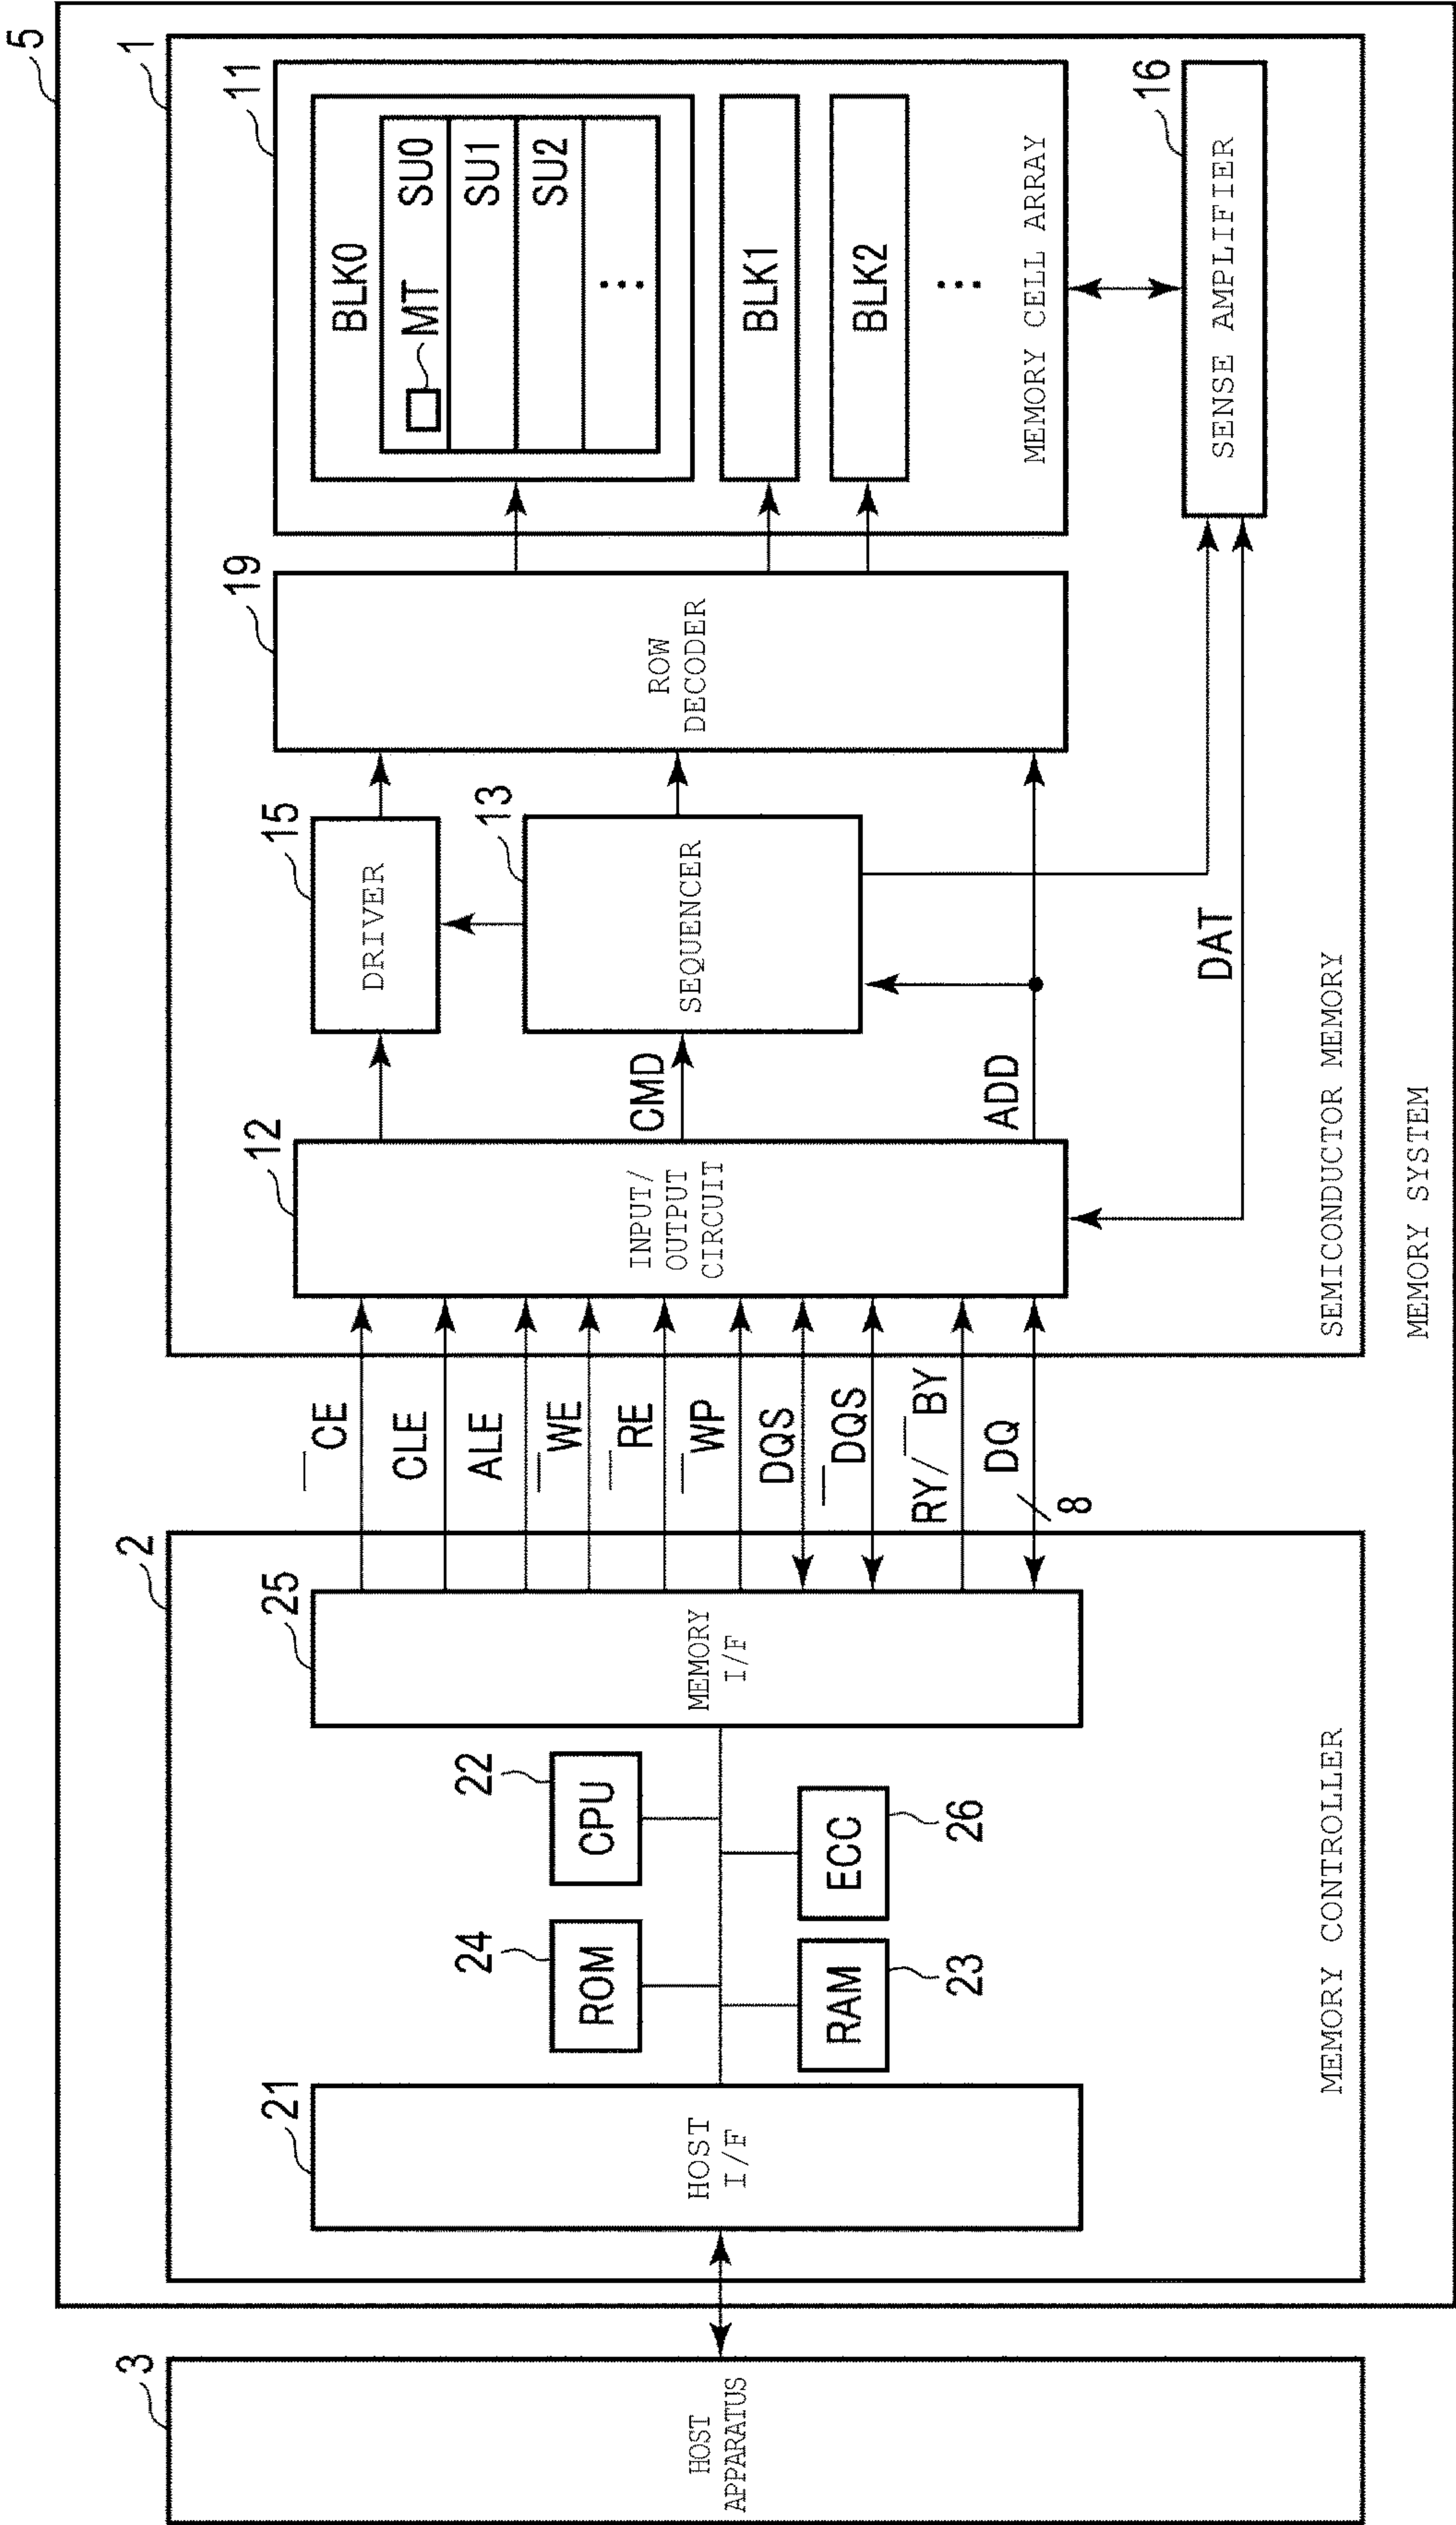 5
3
HOST
APPARATUS
2
21
HOST
I/F
24
ROM
22
CPU
RAM
23
ECC
26
25
MEMORY
I/F
MEMORY CONTROLLER
‾CE
CLE
ALE
‾WE
‾RE
‾WP
DQS
‾DQS
RY/‾BY
DQ
8
1
12
INPUT/
OUTPUT
CIRCUIT
15
DRIVER
CMD
13
SEQUENCER
ADD
DAT
19
ROW
DECODER
11
BLK0
MT
SU0
SU1
SU2
⋮
BLK1
BLK2
⋮
MEMORY CELL ARRAY
16
SENSE AMPLIFIER
SEMICONDUCTOR MEMORY
MEMORY SYSTEM